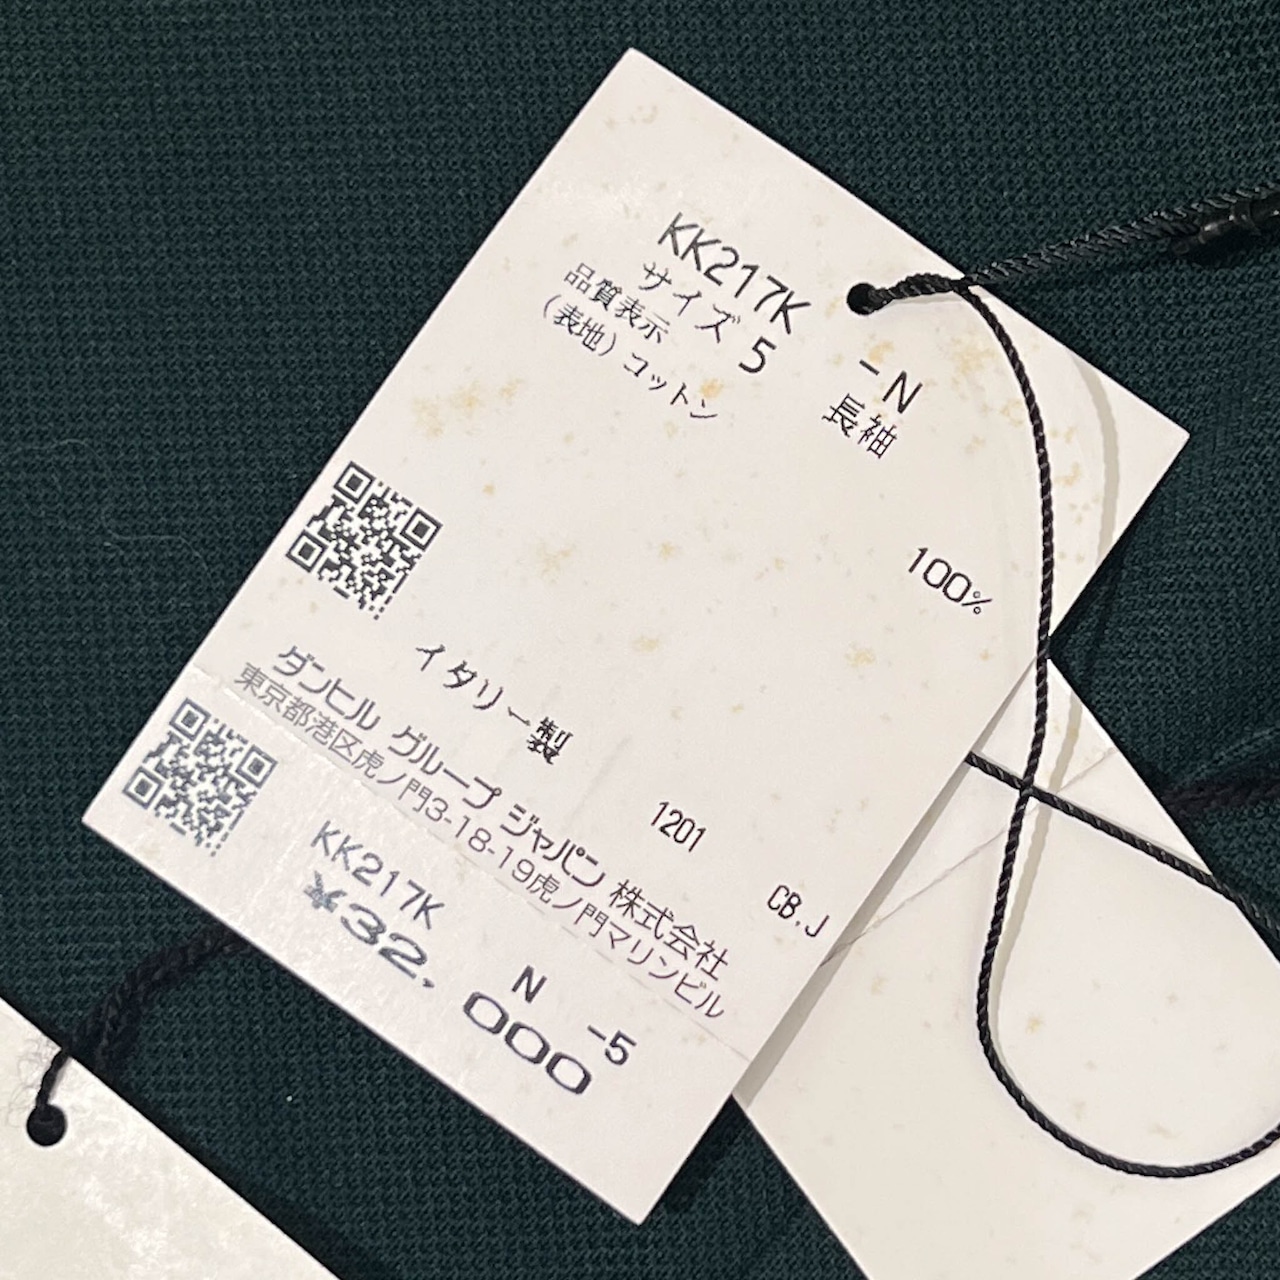 KK217K -N
サイズ 5 長袖
品質表示
（表地）コットン 100%
イタリー製 1201 CB.J
ダンヒル グループ ジャパン 株式会社
東京都港区虎ノ門3-18-19虎ノ門マリンビル
KK217K N -5
32,000